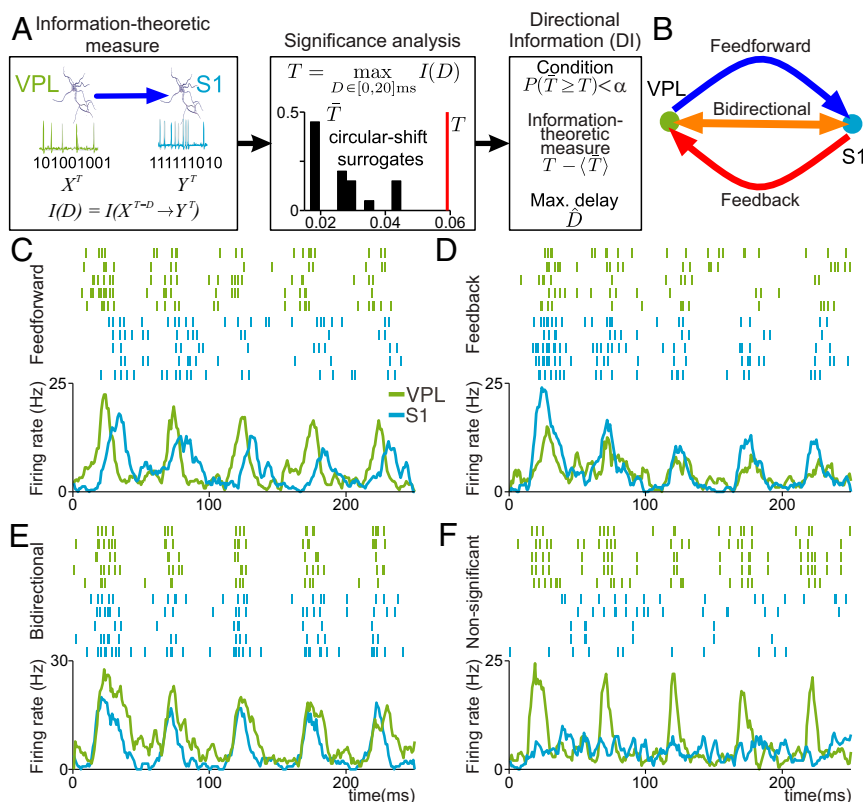 A
Information-theoretic
measure
VPL
S1
101001001
1111111010
X^T
Y^T
I(D) = I(X^{T-D} → Y^T)
Significance analysis
T = max I(D)
D∈[0,20]ms
0.5
T̄
T
circular-shift
surrogates
0
0.02
0.04
0.06
Directional
Information (DI)
Condition
P(T̄ ≥ T) < α
Information-
theoretic
measure
T − ⟨T̄⟩
Max. delay
D̂
B
Feedforward
VPL
Bidirectional
S1
Feedback
C
Feedforward
25
VPL
S1
Firing rate (Hz)
0
0
100
200
D
Feedback
25
Firing rate (Hz)
0
0
100
200
E
Bidirectional
30
Firing rate (Hz)
0
0
100
200
time(ms)
F
Non-significant
25
Firing rate (Hz)
0
0
100
200
time(ms)